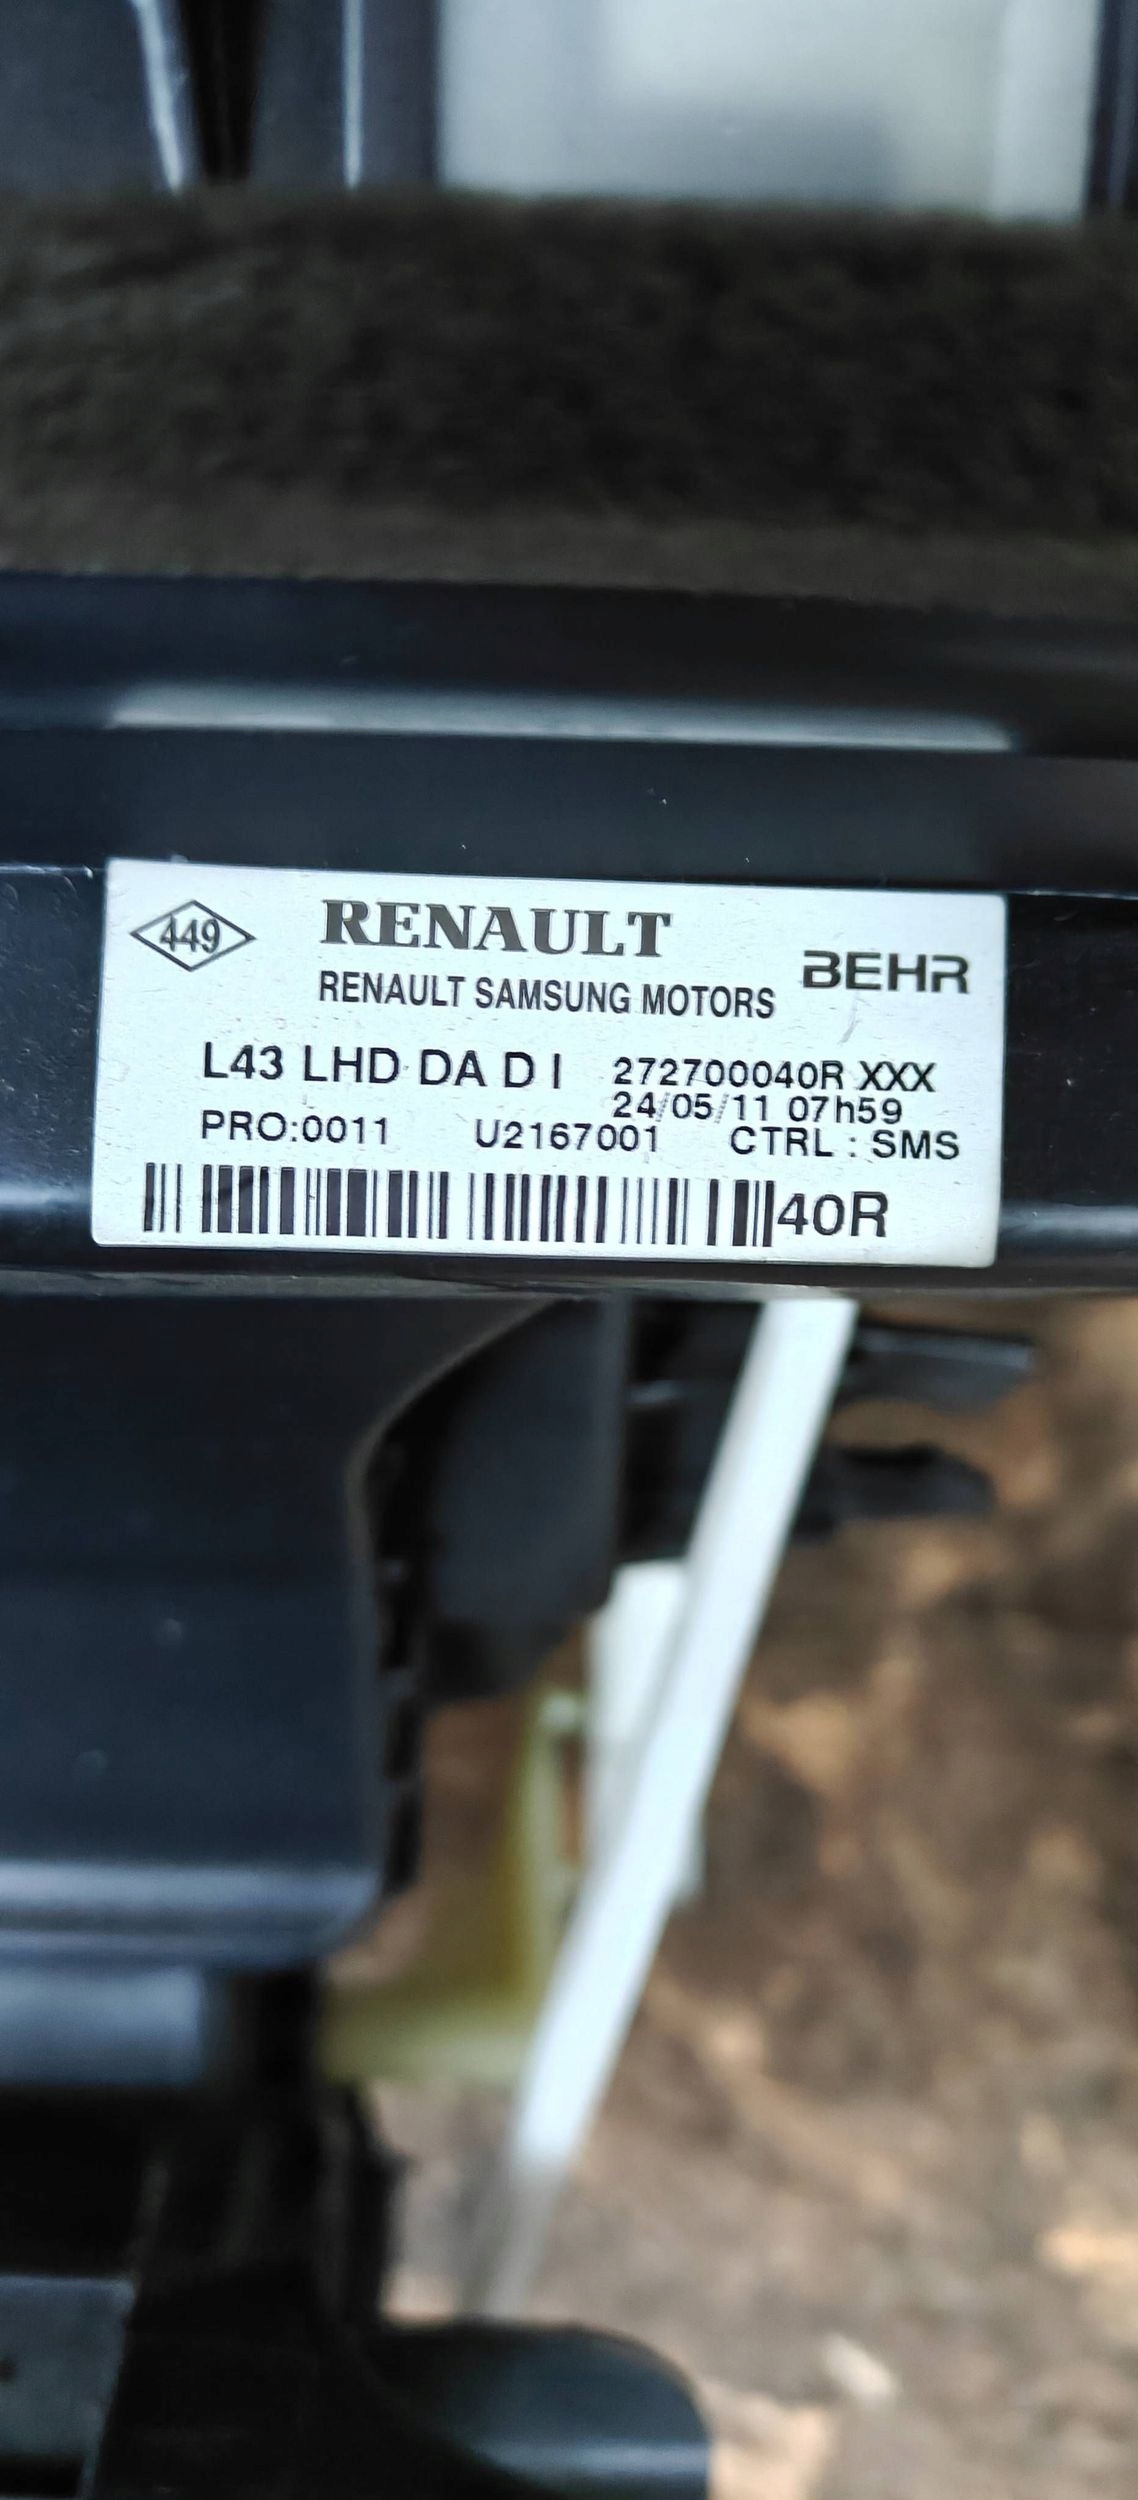 449 RENAULT BEHR
RENAULT SAMSUNG MOTORS
L43 LHD DA D I 272700040R XXX
24/05/11 07h59
PRO:0011 U2167001 CTRL : SMS
40R